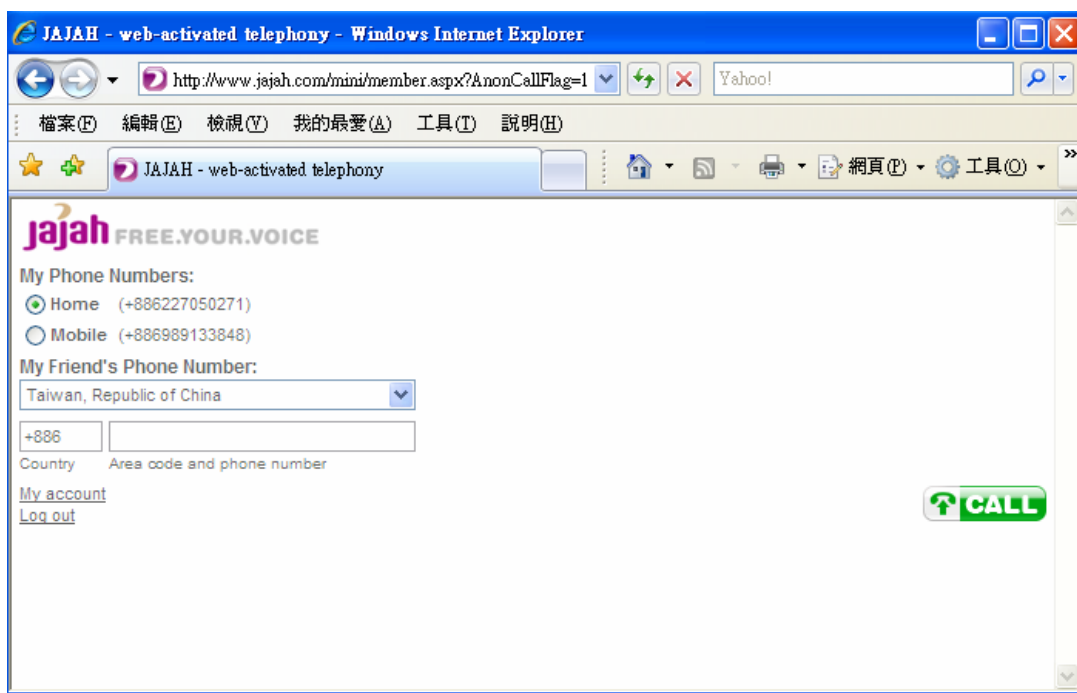 JAJAH - web-activated telephony - Windows Internet Explorer
http://www.jajah.com/mini/member.aspx?AnonCallFlag=1 Yahoo!
檔案(F) 編輯(E) 檢視(V) 我的最愛(A) 工具(T) 說明(H)
JAJAH - web-activated telephony 網頁(P) 工具(O) »
jajah FREE.YOUR.VOICE
My Phone Numbers:
Home (+886227050271)
Mobile (+886989133848)
My Friend's Phone Number:
Taiwan, Republic of China
+886
Country Area code and phone number
My account
Log out
CALL